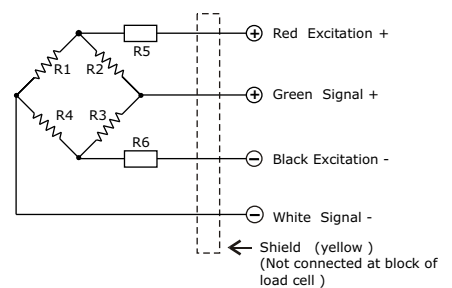 R5
Red Excitation +
R1
R2
Green Signal +
R4
R3
R6
Black Excitation -
White Signal -
Shield (yellow )
(Not connected at block of
load cell )